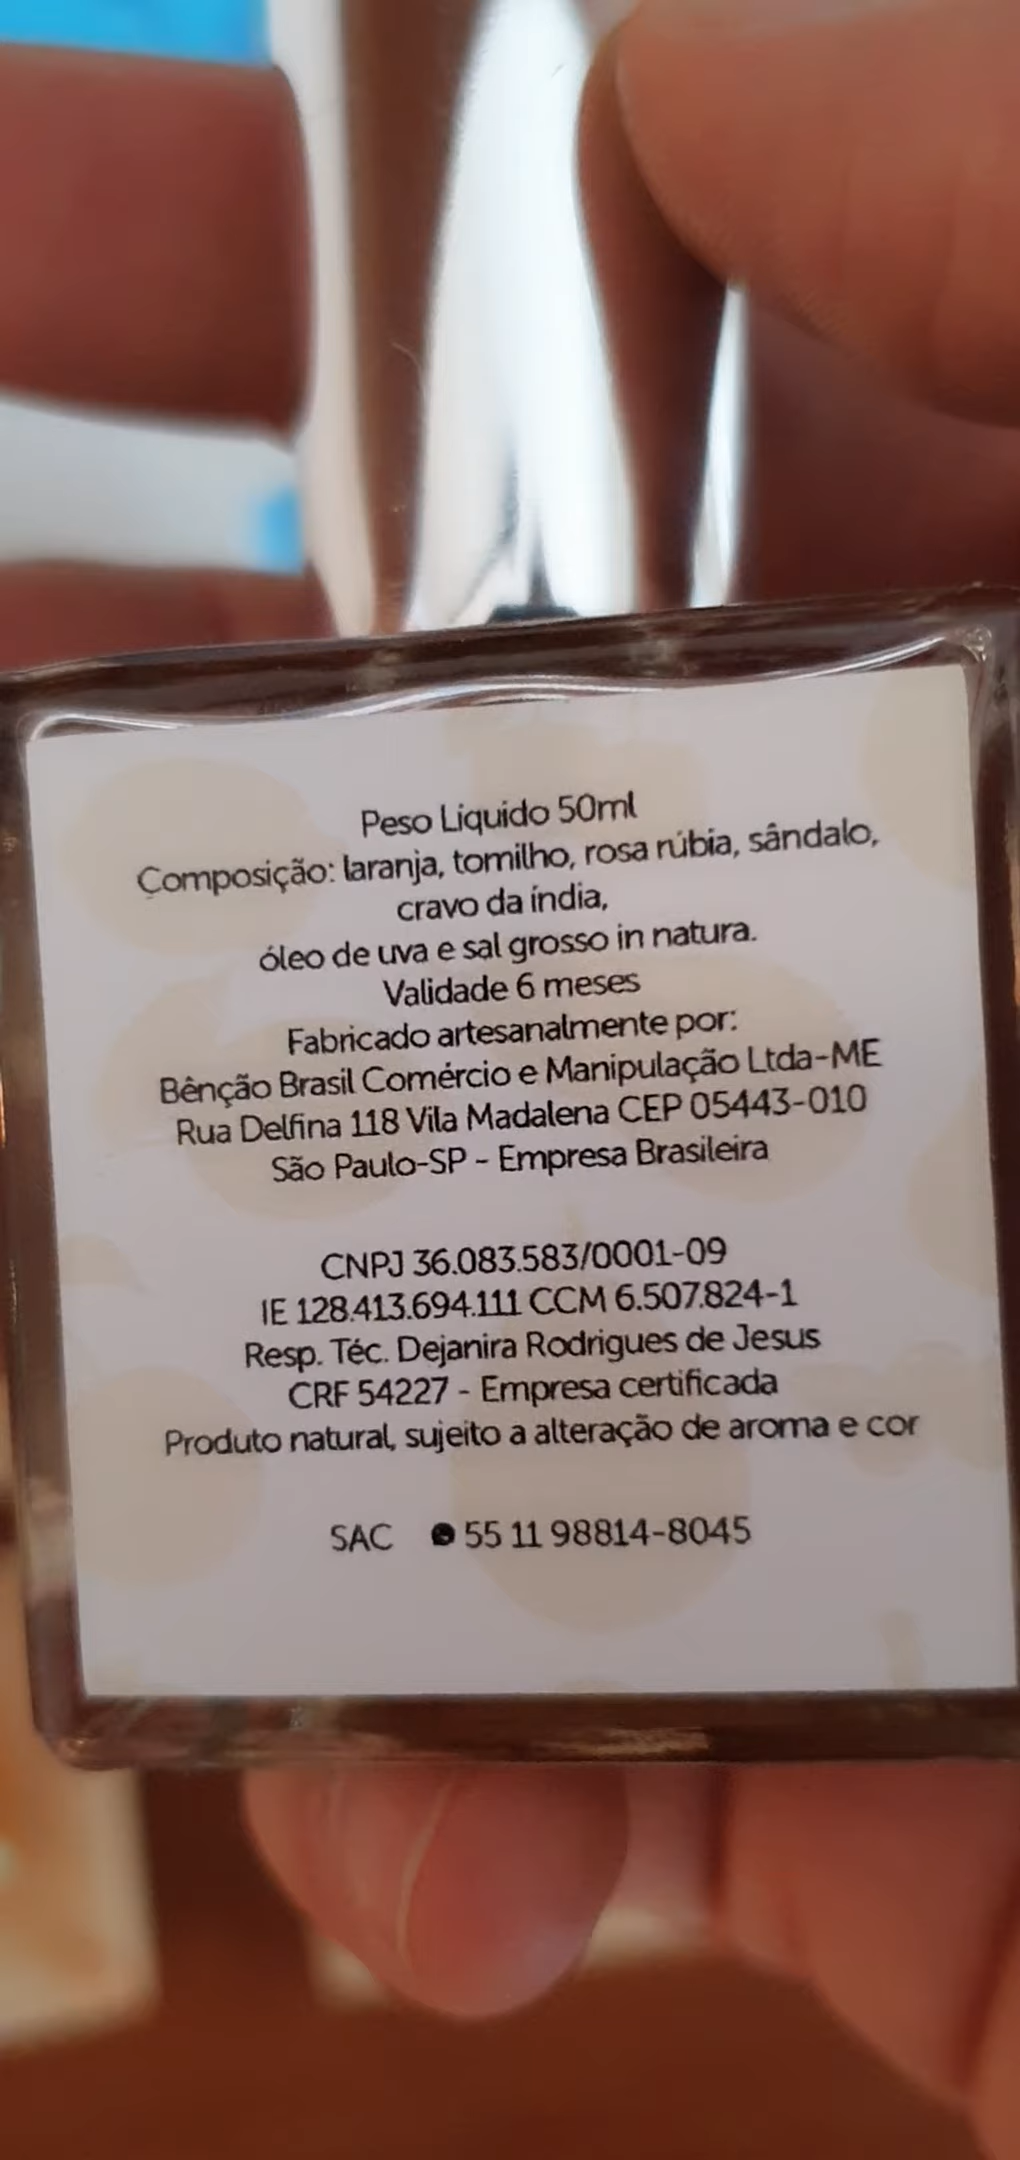 Peso Liquido 50ml
Composição: laranja, tomilho, rosa rúbia, sândalo,
cravo da índia,
óleo de uva e sal grosso in natura.
Validade 6 meses
Fabricado artesanalmente por:
Bênção Brasil Comércio e Manipulação Ltda-ME
Rua Delfina 118 Vila Madalena CEP 05443-010
São Paulo-SP - Empresa Brasileira
CNPJ 36.083.583/0001-09
IE 128.413.694.111 CCM 6.507.824-1
Resp. Téc. Dejanira Rodrigues de Jesus
CRF 54227 - Empresa certificada
Produto natural, sujeito a alteração de aroma e cor
SAC 55 11 98814-8045